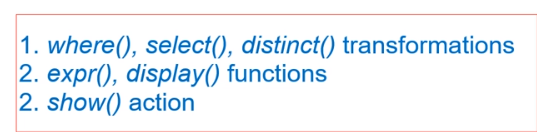 1. where(), select(), distinct() transformations
2. expr(), display() functions
2. show() action